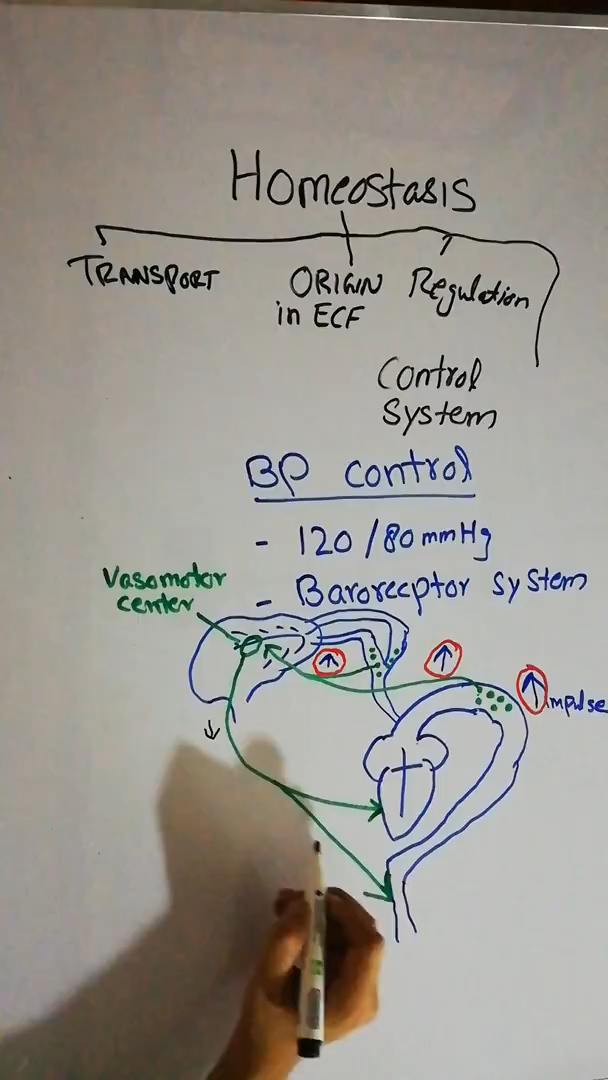 Homeostasis
TRANSPORT
ORIGIN
in ECF
Regulation
Control
System
BP control
- 120/80mmHg
- Baroreceptor system
Vasomotor
center
Impulse